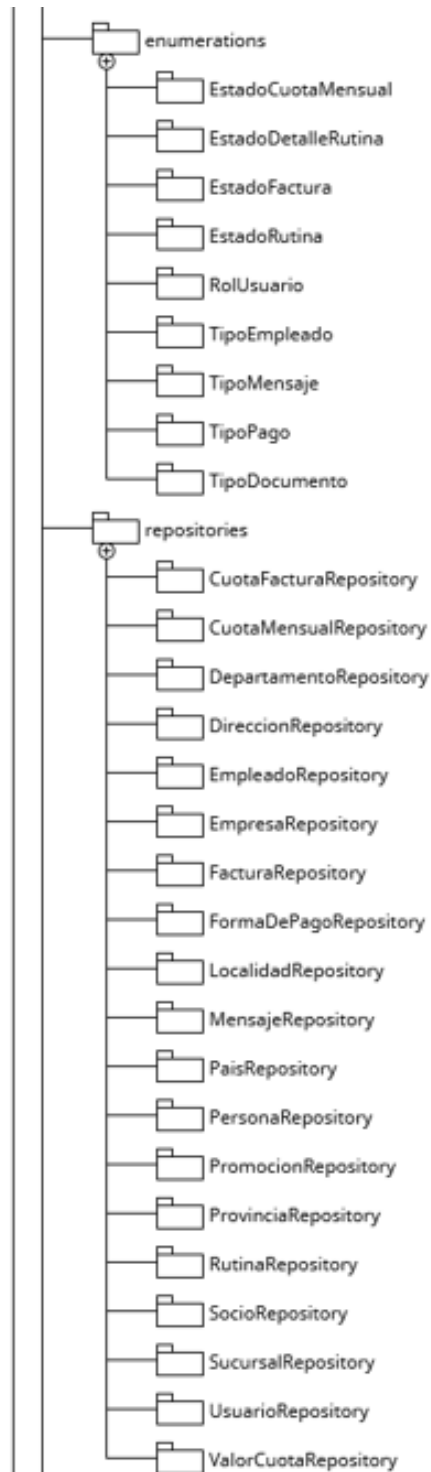 enumerations
EstadoCuotaMensual
EstadoDetalleRutina
EstadoFactura
EstadoRutina
RolUsuario
TipoEmpleado
TipoMensaje
TipoPago
TipoDocumento
repositories
CuotaFacturaRepository
CuotaMensualRepository
DepartamentoRepository
DireccionRepository
EmpleadoRepository
EmpresaRepository
FacturaRepository
FormaDePagoRepository
LocalidadRepository
MensajeRepository
PaisRepository
PersonaRepository
PromocionRepository
ProvinciaRepository
RutinaRepository
SocioRepository
SucursalRepository
UsuarioRepository
ValorCuotaRepository